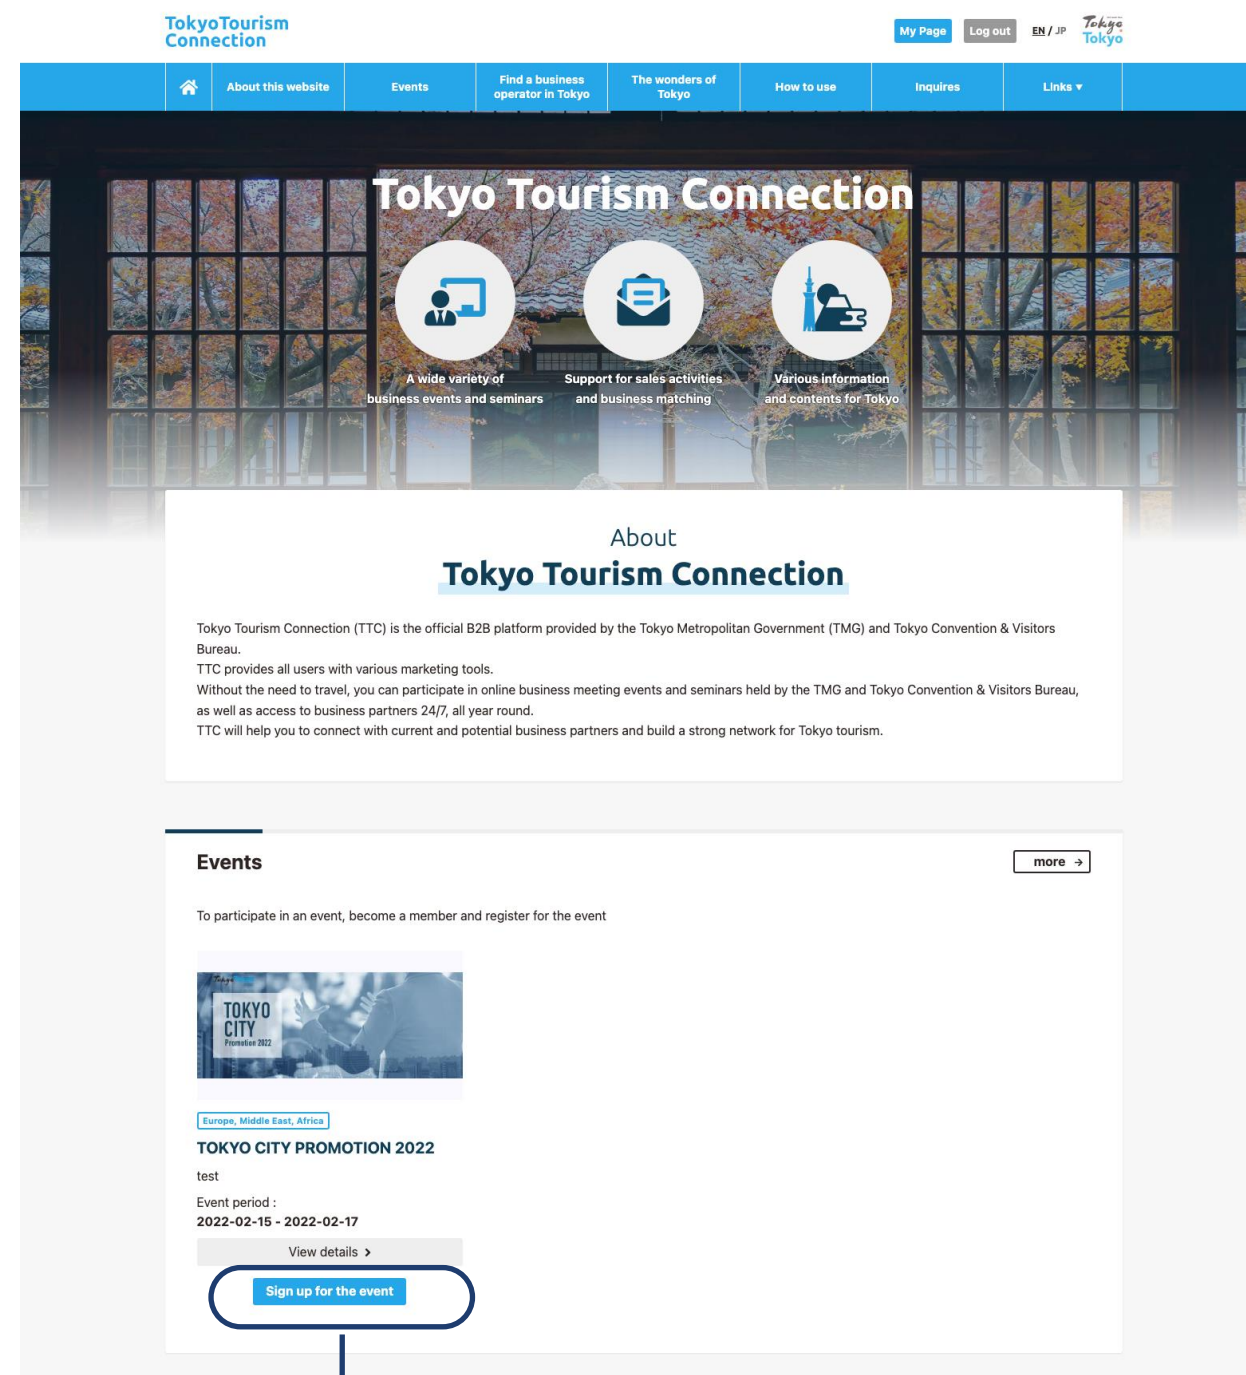 TokyoTourism
Connection
My Page
Log out
EN / JP
Tokyo
Tokyo
About this website
Events
Find a business
operator in Tokyo
The wonders of
Tokyo
How to use
Inquires
Links ▼
Tokyo Tourism Connection
A wide variety of
business events and seminars
Support for sales activities
and business matching
Various information
and contents for Tokyo
About
Tokyo Tourism Connection
Tokyo Tourism Connection (TTC) is the official B2B platform provided by the Tokyo Metropolitan Government (TMG) and Tokyo Convention & Visitors
Bureau.
TTC provides all users with various marketing tools.
Without the need to travel, you can participate in online business meeting events and seminars held by the TMG and Tokyo Convention & Visitors Bureau,
as well as access to business partners 24/7, all year round.
TTC will help you to connect with current and potential business partners and build a strong network for Tokyo tourism.
Events
more →
To participate in an event, become a member and register for the event
TOKYO
CITY
Promotion 2022
Europe, Middle East, Africa
TOKYO CITY PROMOTION 2022
test
Event period :
2022-02-15 - 2022-02-17
View details >
Sign up for the event